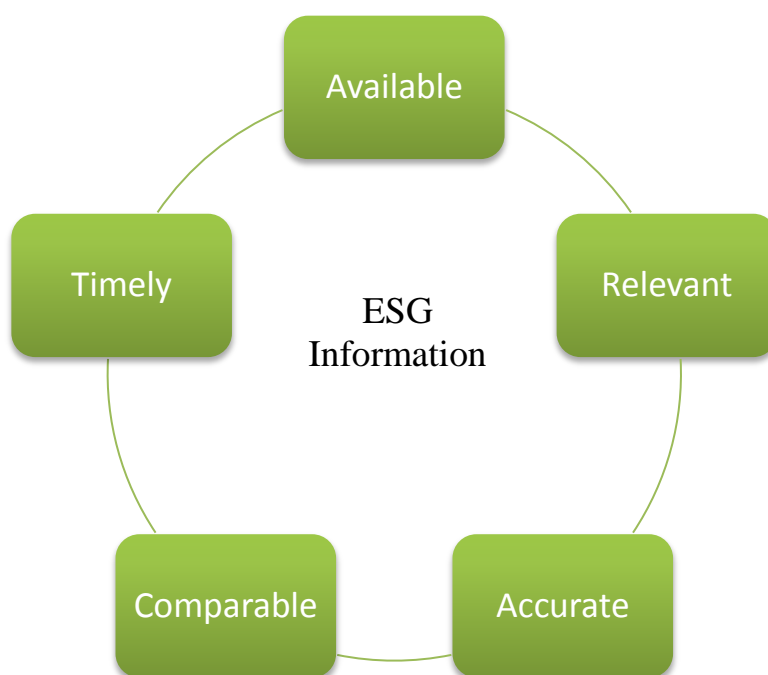 Available
Timely
Relevant
ESG
Information
Comparable
Accurate